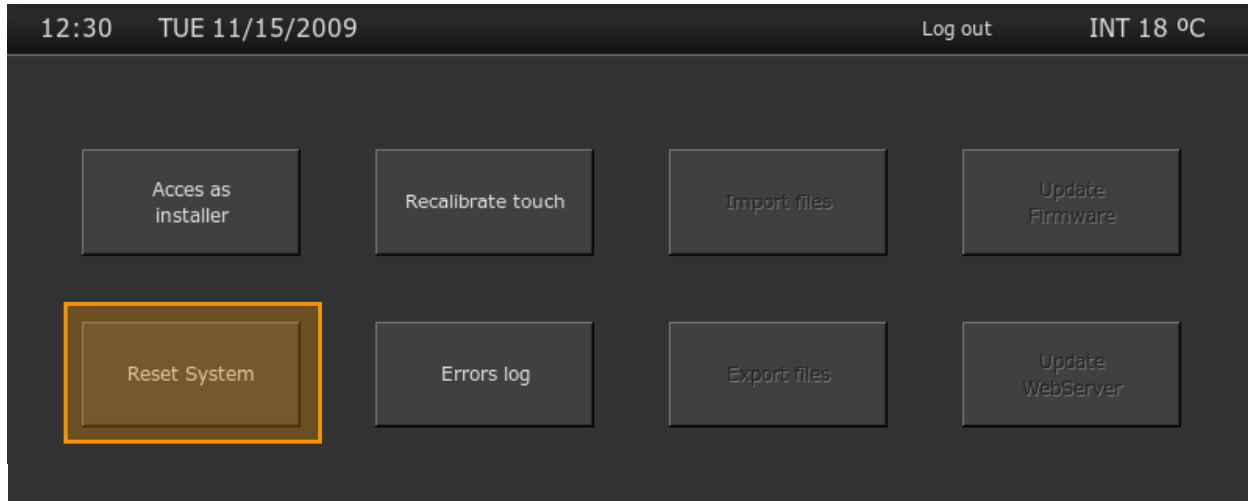 12:30 TUE 11/15/2009 Log out INT 18 ºC
Acces as
installer
Recalibrate touch
Import files
Update
Firmware
Reset System
Errors log
Export files
Update
WebServer